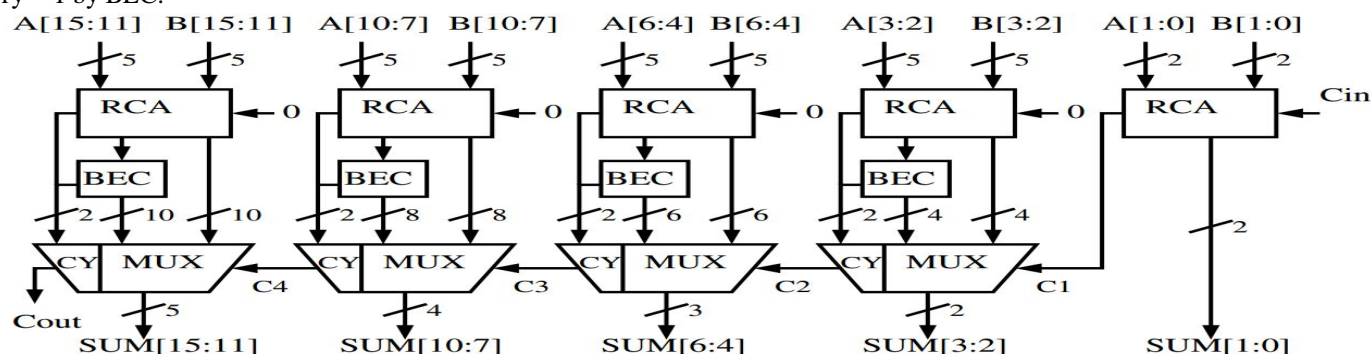 A[15:11] B[15:11] A[10:7] B[10:7] A[6:4] B[6:4] A[3:2] B[3:2] A[1:0] B[1:0]
5 5 5 5 5 5 5 5 2 2
RCA 0 RCA 0 RCA 0 RCA 0 RCA Cin
BEC BEC BEC BEC
2 10 10 2 8 8 2 6 6 2 4 4 2
CY MUX CY MUX CY MUX CY MUX
C4 C3 C2 C1
Cout 5 4 3 2
SUM[15:11] SUM[10:7] SUM[6:4] SUM[3:2] SUM[1:0]